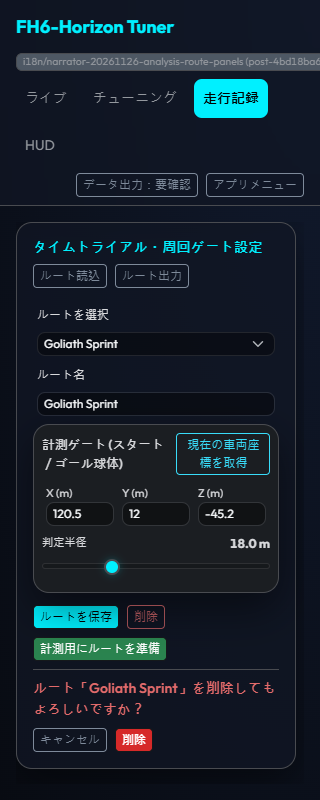 FH6-Horizon Tuner
i18n/narrator-20261126-analysis-route-panels (post-4bd18ba6
ライブ
チューニング
走行記録
HUD
データ出力：要確認
アプリメニュー
タイムトライアル・周回ゲート設定
ルート読込
ルート出力
ルートを選択
Goliath Sprint
ルート名
Goliath Sprint
計測ゲート (スタート
/ ゴール球体)
現在の車両座
標を取得
X (m)
Y (m)
Z (m)
120.5
12
-45.2
判定半径
18.0 m
ルートを保存
削除
計測用にルートを準備
ルート「Goliath Sprint」を削除しても
よろしいですか？
キャンセル
削除